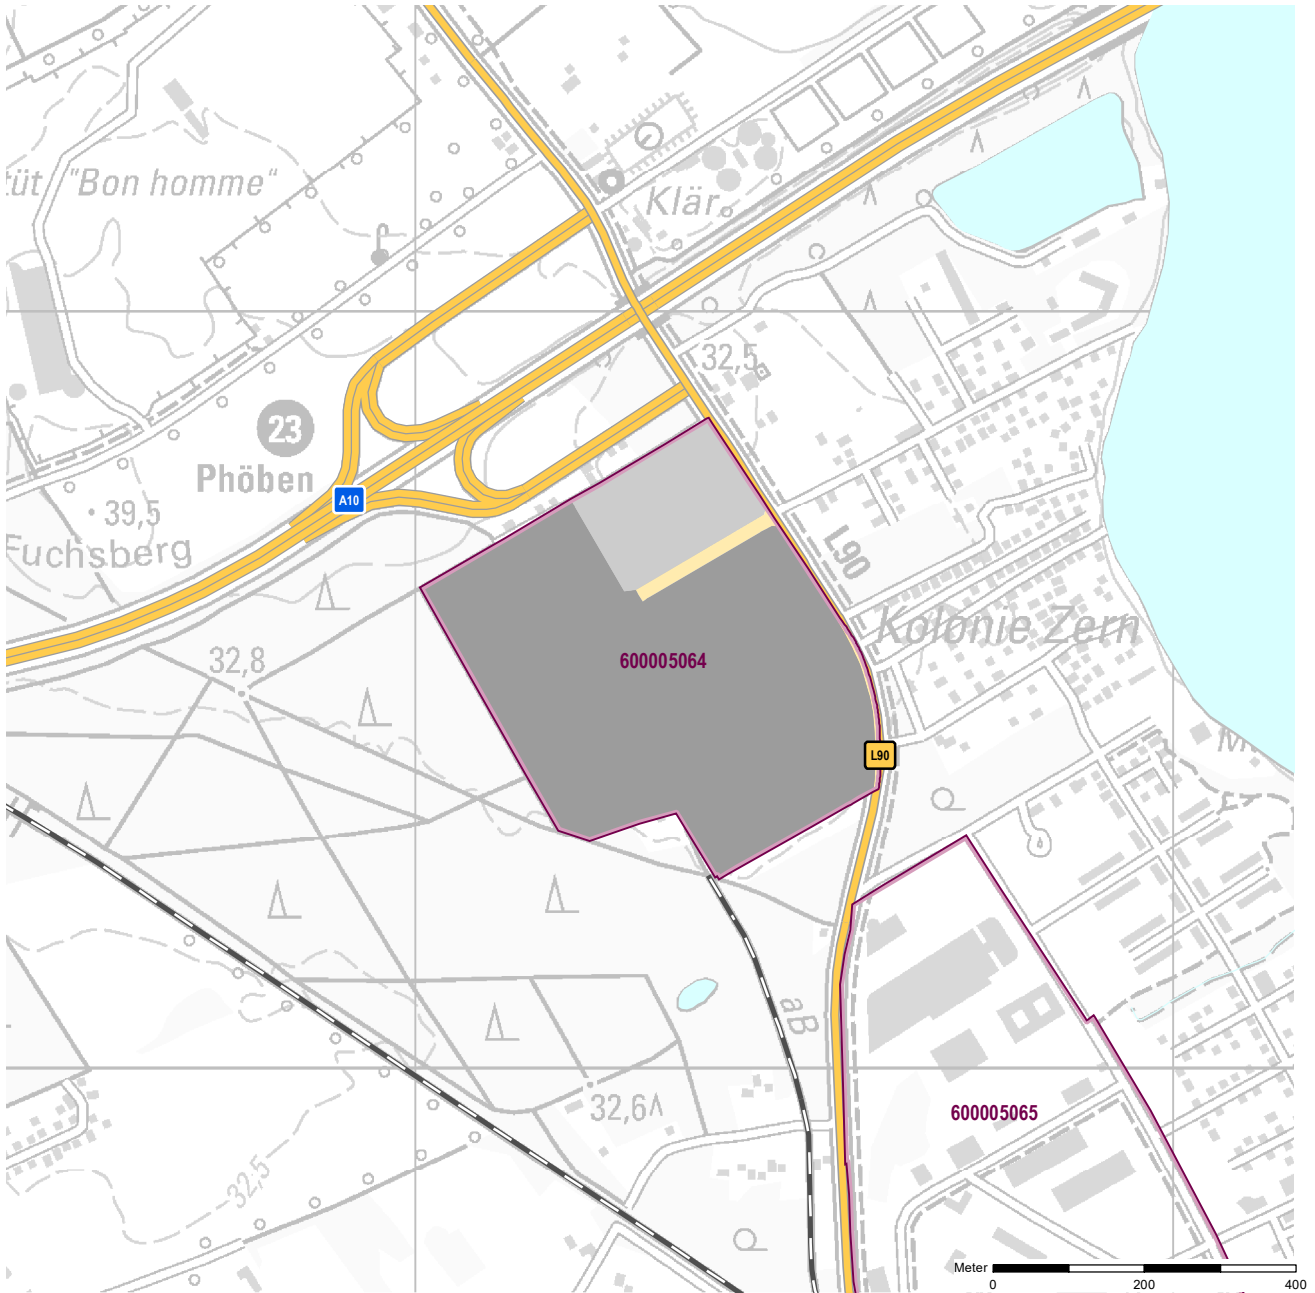 "Bon homme"
Klär.
32,5
23
Phöben
A10
39,5
Fuchsberg
L90
Kolonie Zern
32,8
600005064
L90
aB
600005065
32,6
32,5
Meter
0
200
400